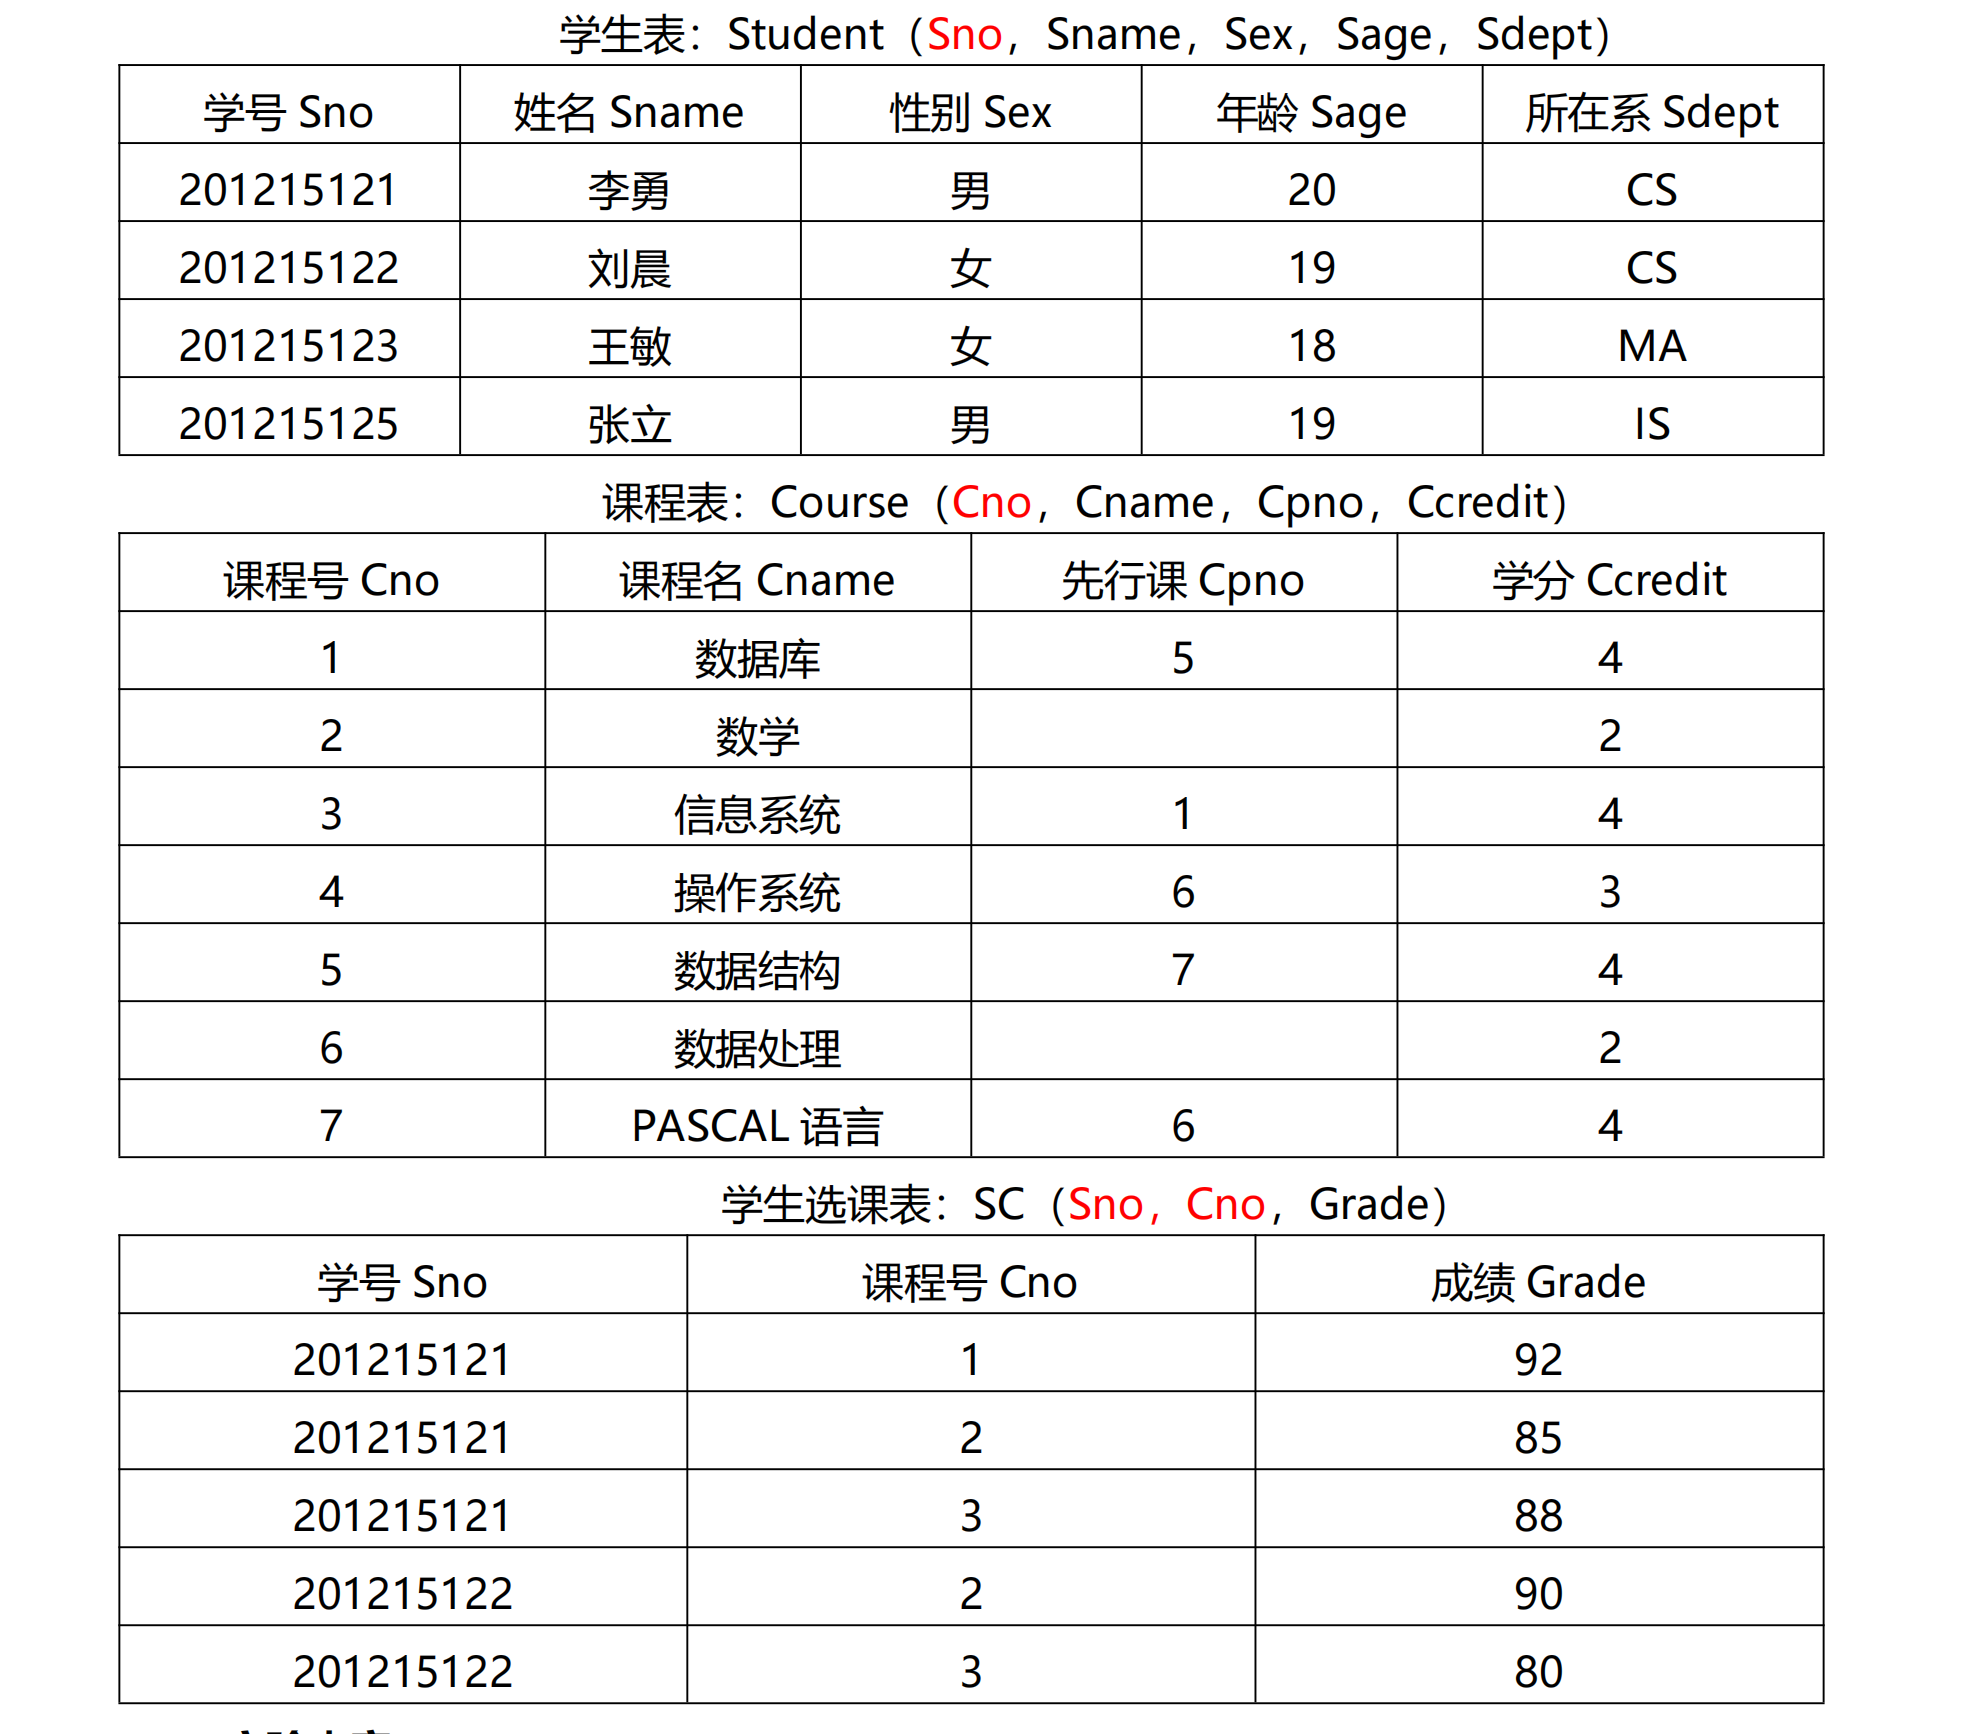 学生表：Student（Sno，Sname，Sex，Sage，Sdept）
学号 Sno 姓名 Sname 性别 Sex 年龄 Sage 所在系 Sdept
201215121 李勇 男 20 CS
201215122 刘晨 女 19 CS
201215123 王敏 女 18 MA
201215125 张立 男 19 IS
课程表：Course（Cno，Cname，Cpno，Ccredit）
课程号 Cno 课程名 Cname 先行课 Cpno 学分 Ccredit
1 数据库 5 4
2 数学 2
3 信息系统 1 4
4 操作系统 6 3
5 数据结构 7 4
6 数据处理 2
7 PASCAL 语言 6 4
学生选课表：SC（Sno，Cno，Grade）
学号 Sno 课程号 Cno 成绩 Grade
201215121 1 92
201215121 2 85
201215121 3 88
201215122 2 90
201215122 3 80